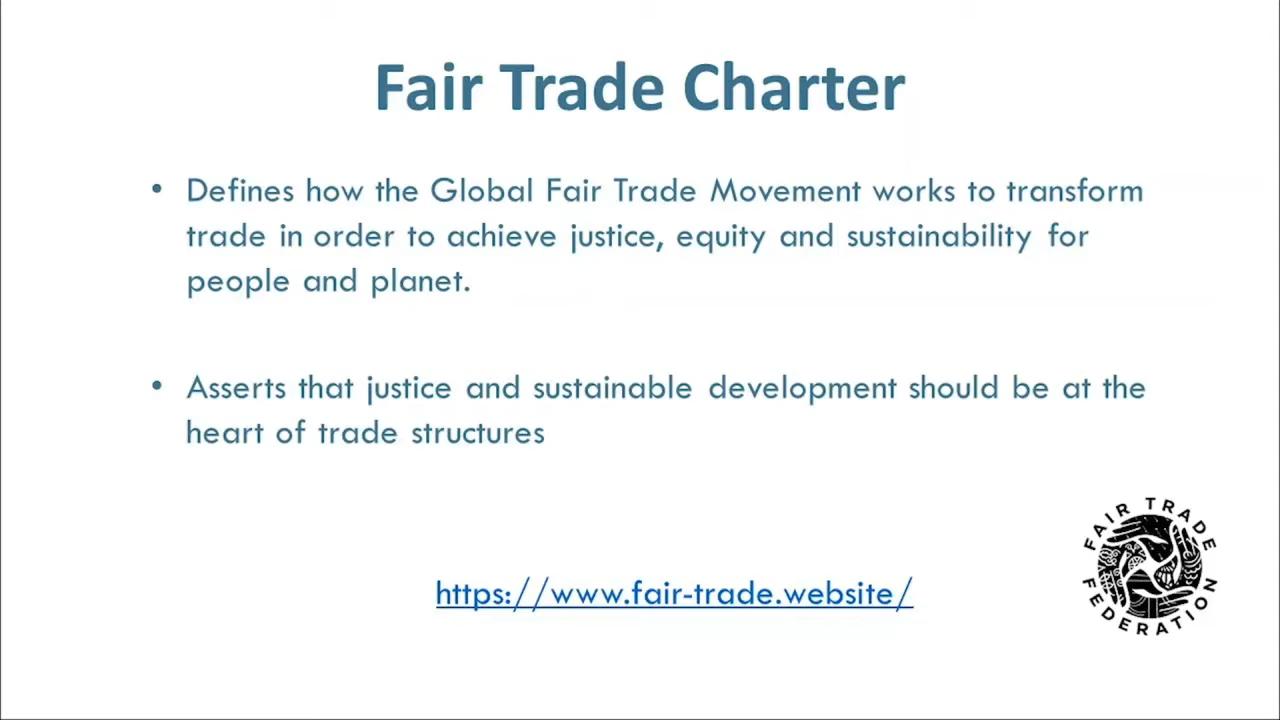 Fair Trade Charter
• Defines how the Global Fair Trade Movement works to transform
trade in order to achieve justice, equity and sustainability for
people and planet.
• Asserts that justice and sustainable development should be at the
heart of trade structures
https://www.fair-trade.website/
FAIR TRADE
FEDERATION